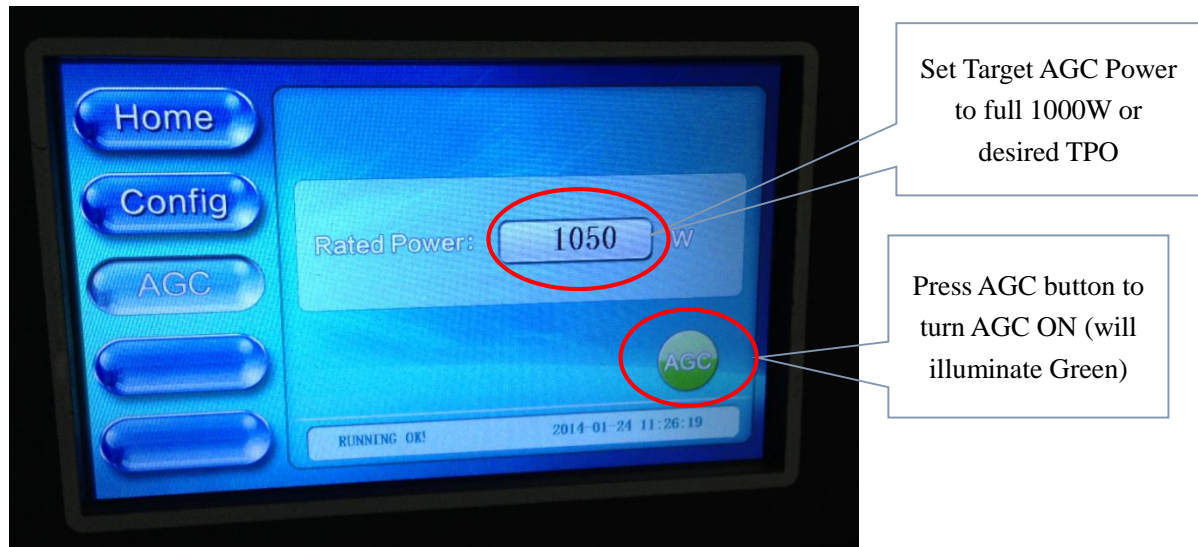 Home
Config
AGC
Rated Power: 1050 W
AGC
RUNNING OK! 2014-01-24 11:26:19
Set Target AGC Power
to full 1000W or
desired TPO
Press AGC button to
turn AGC ON (will
illuminate Green)